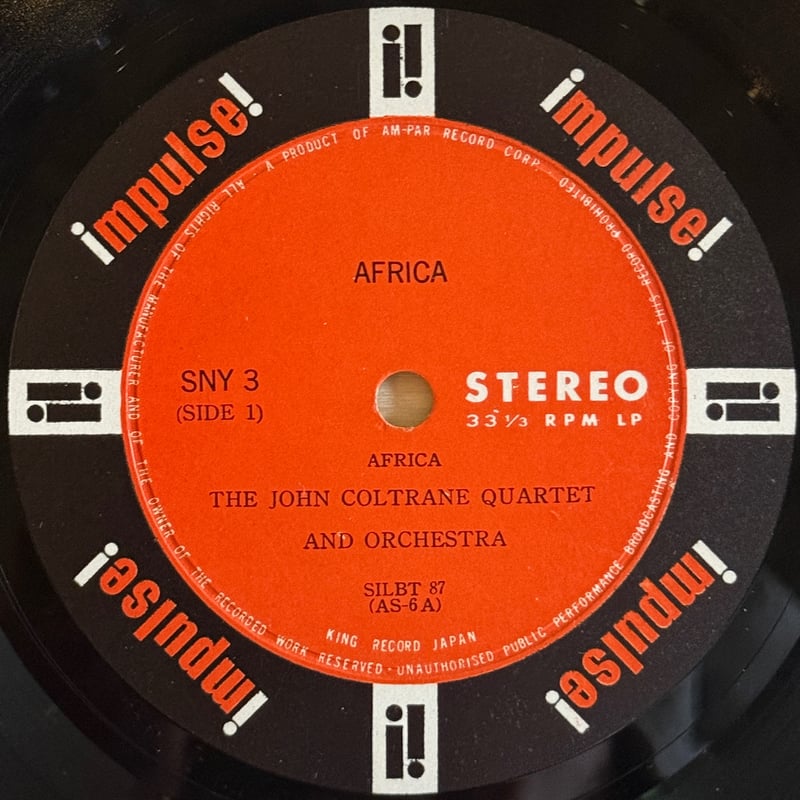 impulse!
impulse!
A PRODUCT OF AM-PAR RECORD CORP.
ALL RIGHTS OF THE MANUFACTURER AND OF THE OWNER OF THE RECORDED WORK RESERVED · UNAUTHORISED PUBLIC PERFORMANCE BROADCASTING AND COPYING OF THIS RECORD PROHIBITED
AFRICA
SNY 3
(SIDE 1)
STEREO
33 1/3 RPM LP
AFRICA
THE JOHN COLTRANE QUARTET
AND ORCHESTRA
SILBT 87
(AS-6A)
KING RECORD JAPAN
impulse!
impulse!